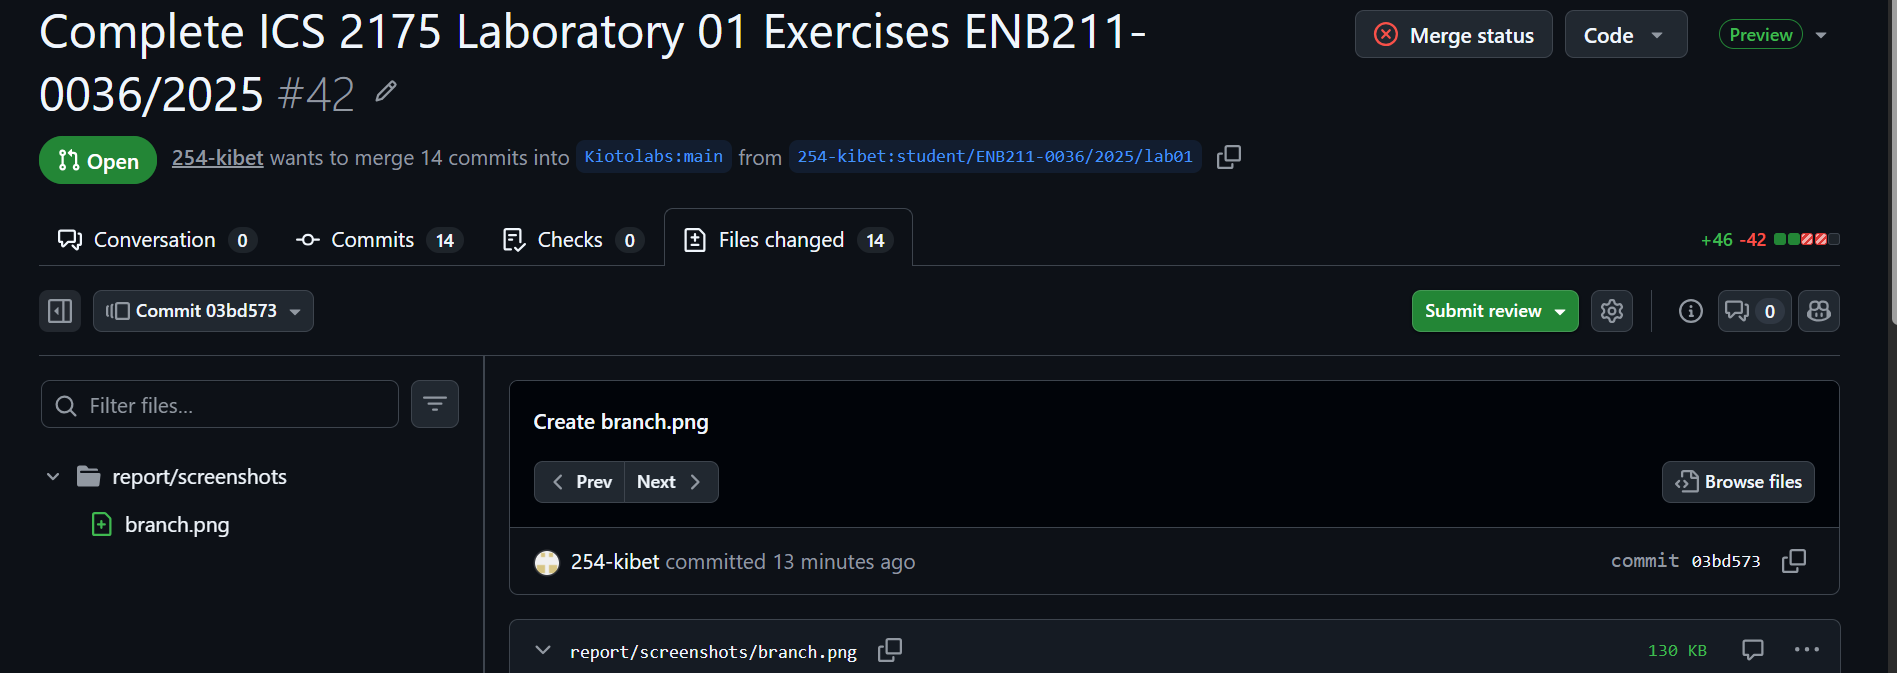 Complete ICS 2175 Laboratory 01 Exercises ENB211-
0036/2025 #42
Merge status
Code
Preview
Open
254-kibet wants to merge 14 commits into Kiotolabs:main from 254-kibet:student/ENB211-0036/2025/lab01
Conversation 0
Commits 14
Checks 0
Files changed 14
+46 -42
Commit 03bd573
Submit review
0
Filter files...
report/screenshots
branch.png
Create branch.png
Prev
Next
Browse files
254-kibet committed 13 minutes ago
commit 03bd573
report/screenshots/branch.png
130 KB